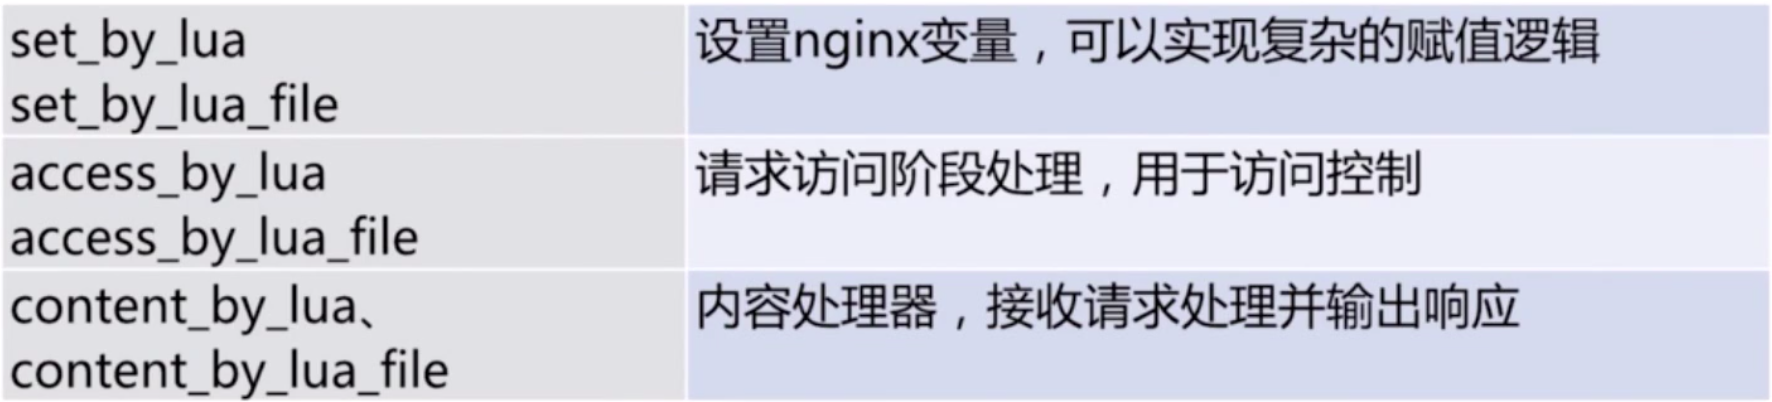 set_by_lua
set_by_lua_file
设置nginx变量，可以实现复杂的赋值逻辑
access_by_lua
access_by_lua_file
请求访问阶段处理，用于访问控制
content_by_lua、
content_by_lua_file
内容处理器，接收请求处理并输出响应